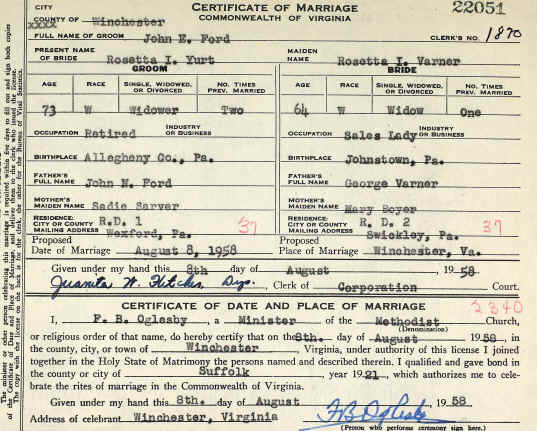 CITY CERTIFICATE OF MARRIAGE 22051
COUNTY OF Winchester COMMONWEALTH OF VIRGINIA
xxxx
FULL NAME OF GROOM John E. Ford CLERK'S NO. 1870
PRESENT NAME OF BRIDE Rosetta I. Yurt MAIDEN NAME Rosetta I. Varner
GROOM BRIDE
AGE RACE SINGLE, WIDOWED, OR DIVORCED NO. TIMES PREV. MARRIED AGE RACE SINGLE, WIDOWED, OR DIVORCED NO. TIMES PREV. MARRIED
73 W Widower Two 64 W Widow One
OCCUPATION Retired INDUSTRY OR BUSINESS OCCUPATION Sales Lady INDUSTRY OR BUSINESS
BIRTHPLACE Allegheny Co., Pa. BIRTHPLACE Johnstown, Pa.
FATHER'S FULL NAME John N. Ford FATHER'S FULL NAME George Varner
MOTHER'S MAIDEN NAME Sadie Sarver MOTHER'S MAIDEN NAME Mary Boyer
RESIDENCE: CITY OR COUNTY MAILING ADDRESS R.D. 1 Wexford, Pa. 37 RESIDENCE: CITY OR COUNTY MAILING ADDRESS R. D. 2 Swickley, Pa. 37
Proposed Date of Marriage August 8, 1958 Proposed Place of Marriage Winchester, Va.
Given under my hand this 8th day of August 1958
Juanita W. Fletcher Dys. , Clerk of Corporation Court.
CERTIFICATE OF DATE AND PLACE OF MARRIAGE 2340
I, F. B. Oglesby, a Minister of the Methodist Church,
(Denomination)
or religious order of that name, do hereby certify that on the 8th. day of August 1958, in
the county, city, or town of Winchester, Virginia, under authority of this license I joined
together in the Holy State of Matrimony the persons named and described therein. I qualified and gave bond in
the county or city of Suffolk, year 1921, which authorizes me to cele-
brate the rites of marriage in the Commonwealth of Virginia.
Given under my hand this 8th. day of August 1958
Address of celebrant Winchester, Virginia FB Oglesby
(Person who performs ceremony sign here.)